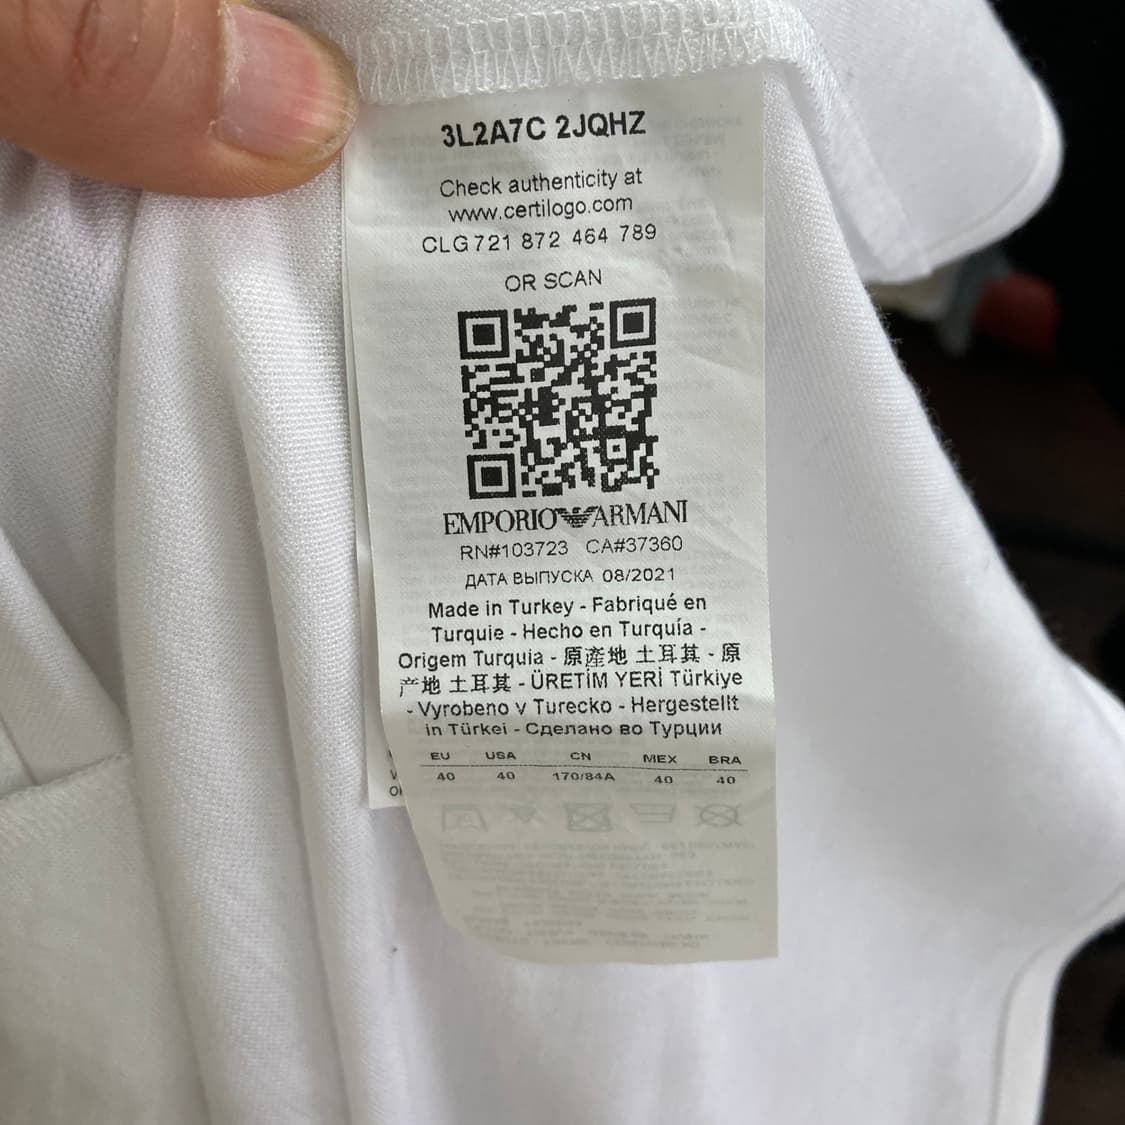 3L2A7C 2JQHZ
Check authenticity at
www.certilogo.com
CLG 721 872 464 789
OR SCAN
EMPORIO ARMANI
RN#103723 CA#37360
ДАТА ВЫПУСКА 08/2021
Made in Turkey - Fabriqué en
Turquie - Hecho en Turquía -
Origem Turquia - 原產地 土耳其 - 原
产地 土耳其 - ÜRETİM YERİ Türkiye
- Vyrobeno v Turecko - Hergestellt
in Türkei - Сделано во Турции
EU USA CN MEX BRA
40 40 170/84A 40 40